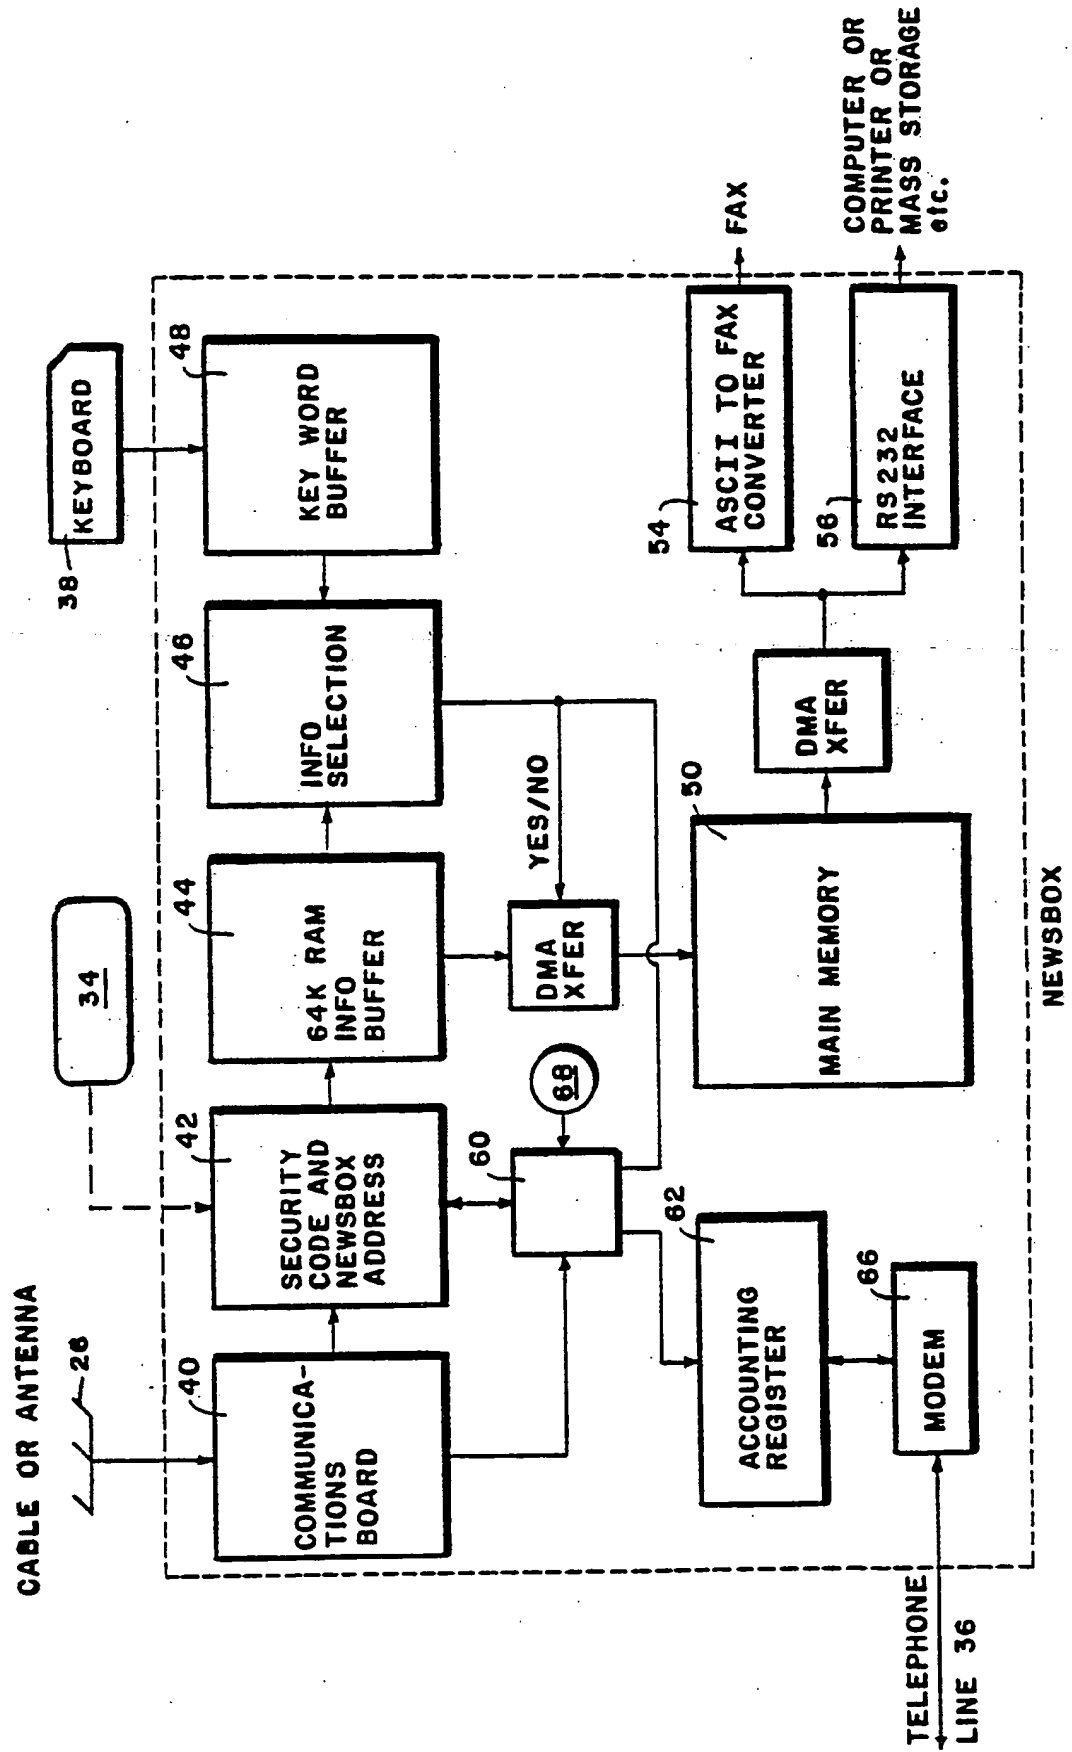 CABLE OR ANTENNA
26
34
38
KEYBOARD
40
COMMUNICA-
TIONS
BOARD
42
SECURITY
CODE AND
NEWSBOX
ADDRESS
44
64K RAM
INFO
BUFFER
46
INFO
SELECTION
48
KEY WORD
BUFFER
60
68
DMA
XFER
YES/NO
62
ACCOUNTING
REGISTER
50
MAIN MEMORY
DMA
XFER
54
ASCII TO FAX
CONVERTER
FAX
56
RS232
INTERFACE
COMPUTER OR
PRINTER OR
MASS STORAGE
etc.
66
MODEM
TELEPHONE
LINE 36
NEWSBOX